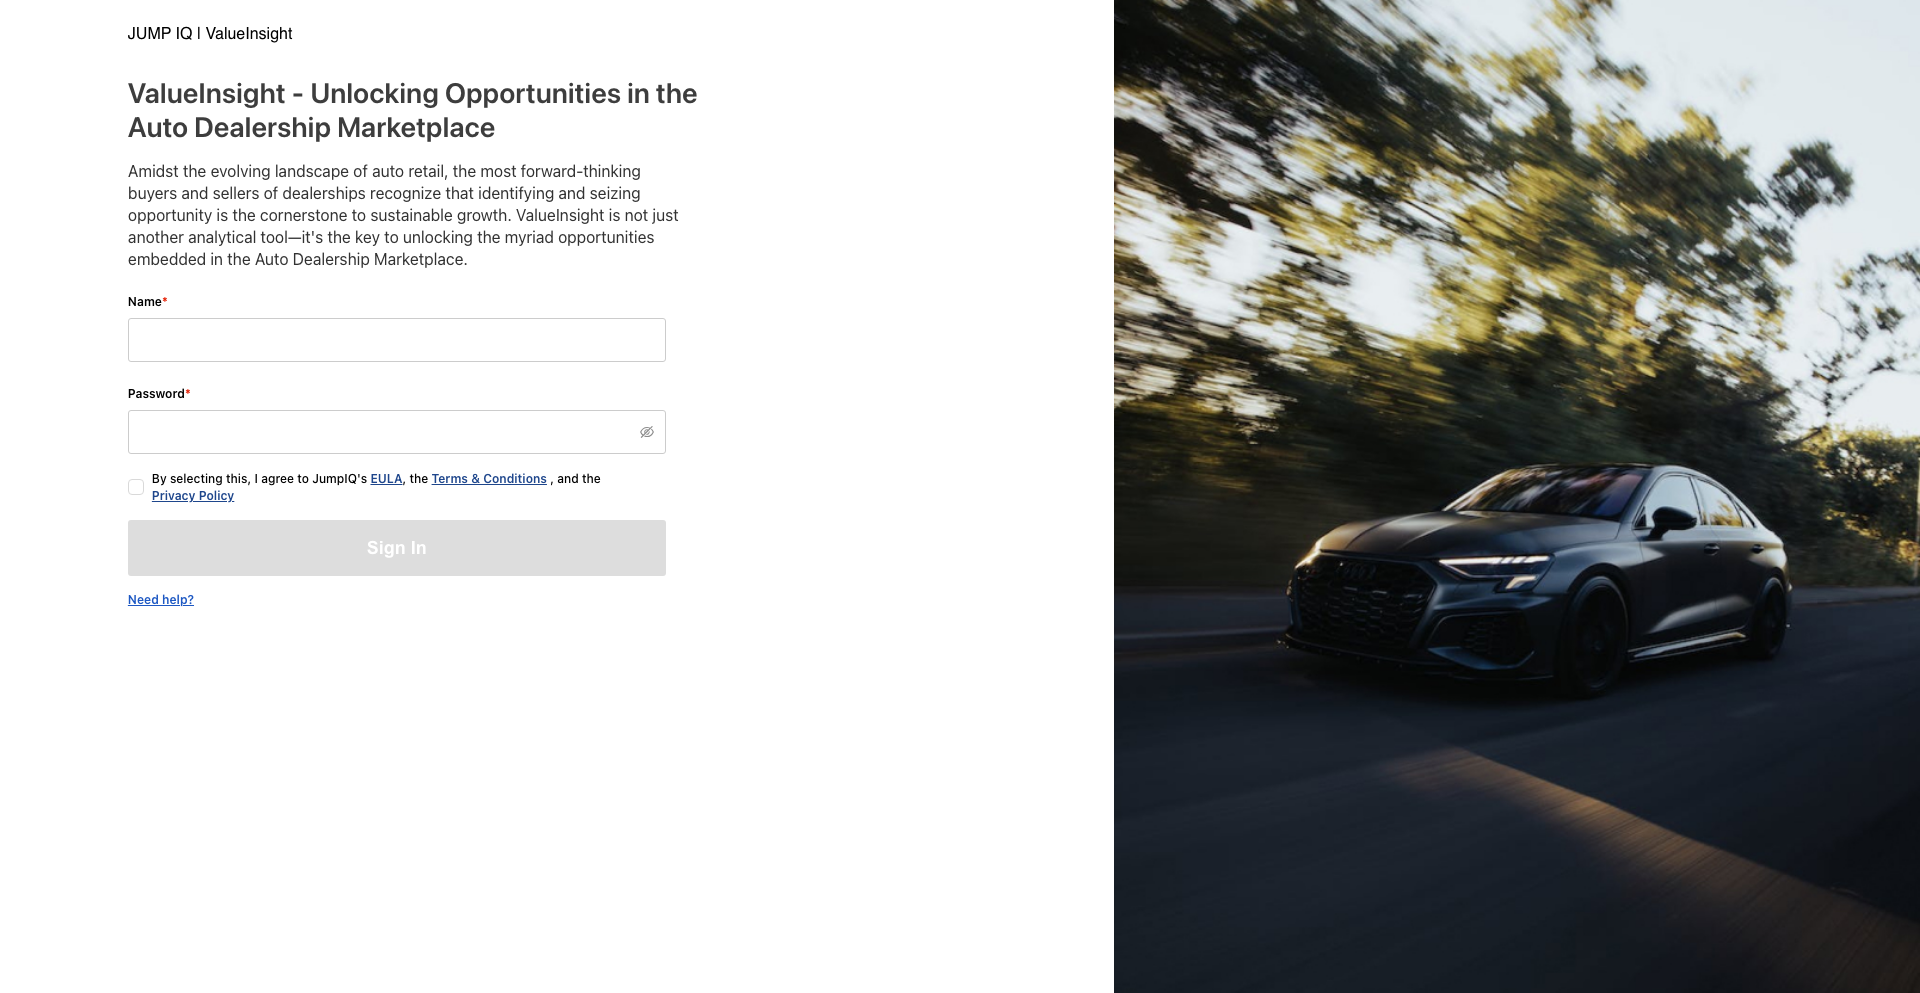 JUMP IQ | ValueInsight
ValueInsight - Unlocking Opportunities in the
Auto Dealership Marketplace
Amidst the evolving landscape of auto retail, the most forward-thinking
buyers and sellers of dealerships recognize that identifying and seizing
opportunity is the cornerstone to sustainable growth. ValueInsight is not just
another analytical tool—it's the key to unlocking the myriad opportunities
embedded in the Auto Dealership Marketplace.
Name*
Password*
By selecting this, I agree to JumpIQ's EULA, the Terms & Conditions , and the
Privacy Policy
Sign In
Need help?